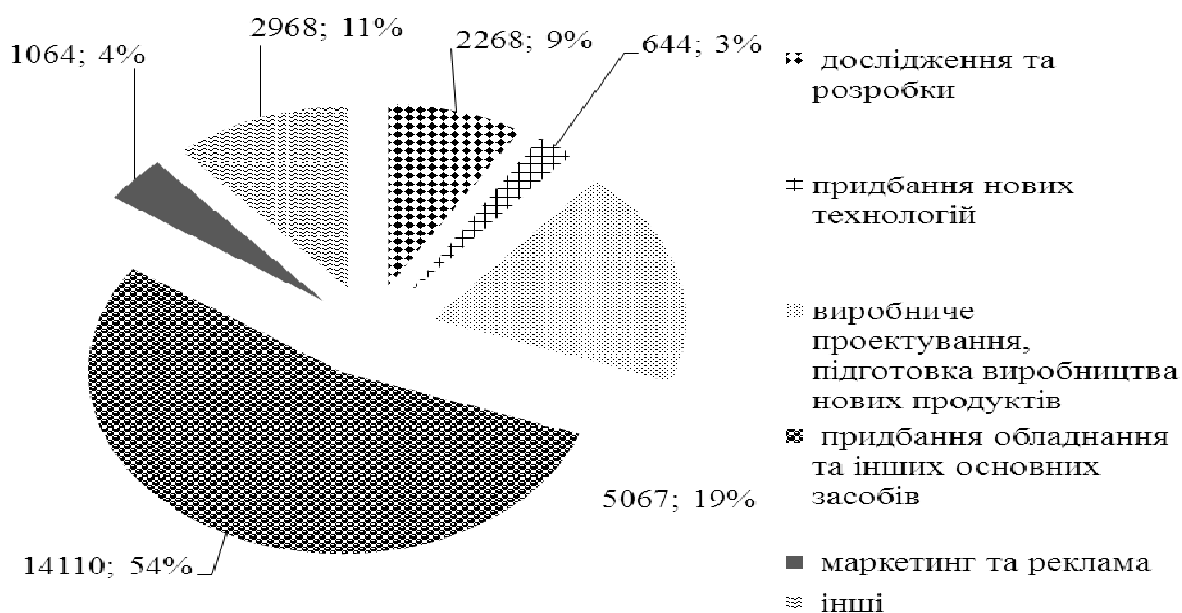 2968; 11%
2268; 9%
644; 3%
1064; 4%
5067; 19%
14110; 54%
дослідження та
розробки
придбання нових
технологій
виробниче
проектування,
підготовка виробництва
нових продуктів
придбання обладнання
та інших основних
засобів
маркетинг та реклама
інші